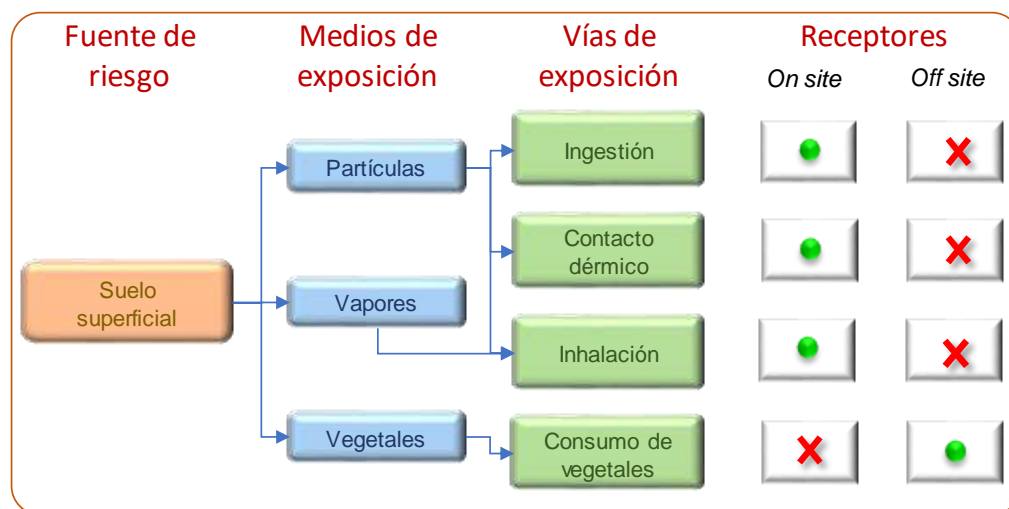 Fuente de
riesgo
Medios de
exposición
Vías de
exposición
Receptores
On site
Off site
Partículas
Ingestión
Contacto
dérmico
Suelo
superficial
Vapores
Inhalación
Vegetales
Consumo de
vegetales